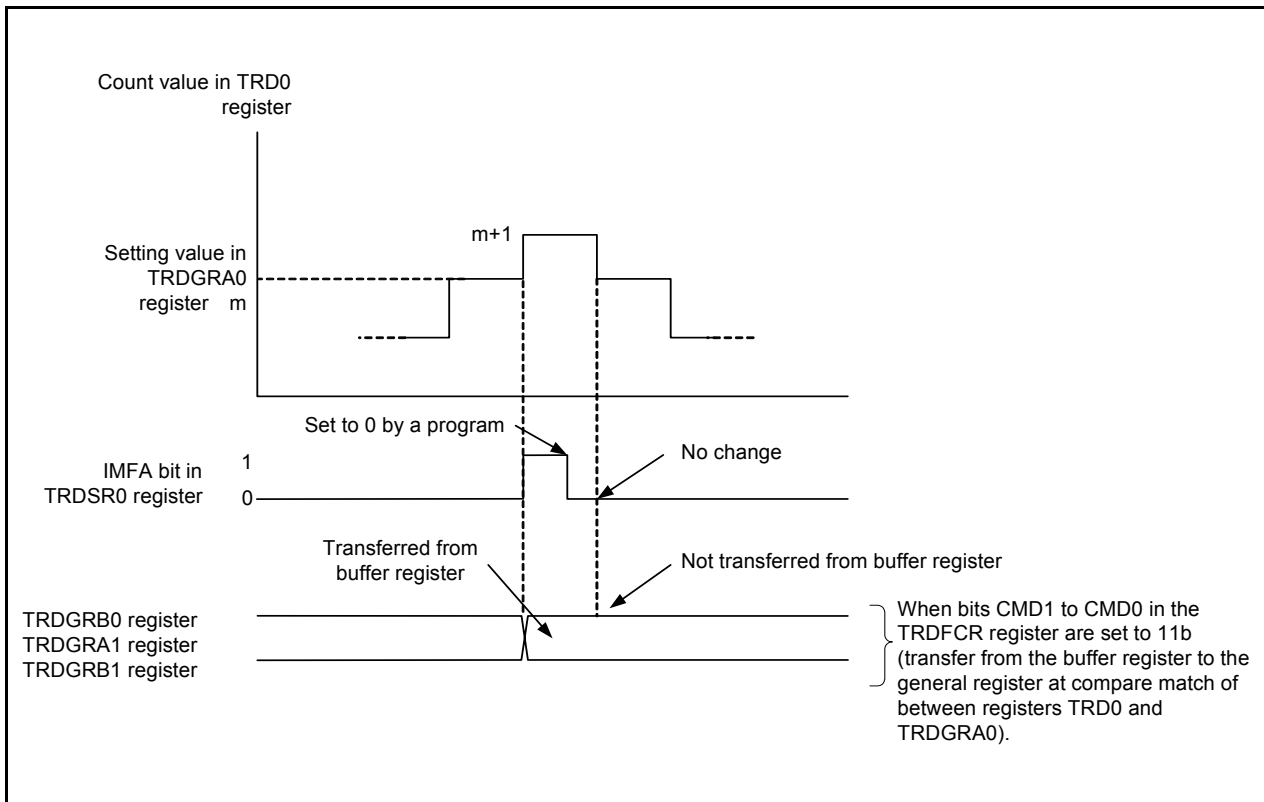 Count value in TRD0
register
m+1
Setting value in
TRDGRA0
register m
Set to 0 by a program
No change
IMFA bit in
TRDSR0 register
1
0
Transferred from
buffer register
Not transferred from buffer register
TRDGRB0 register
TRDGRA1 register
TRDGRB1 register
When bits CMD1 to CMD0 in the
TRDFCR register are set to 11b
(transfer from the buffer register to the
general register at compare match of
between registers TRD0 and
TRDGRA0).